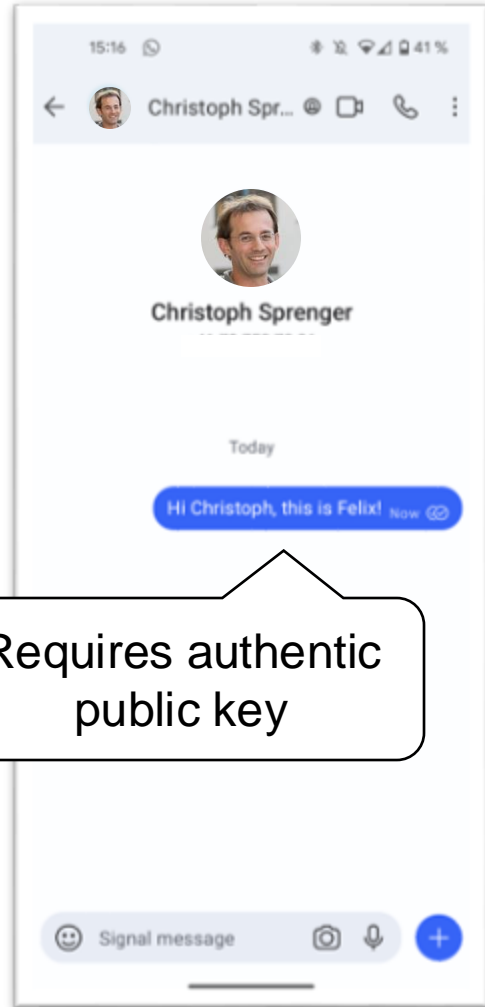 15:16 41 %
Christoph Spr...
Christoph Sprenger
Today
Hi Christoph, this is Felix! Now
Requires authentic
public key
Signal message